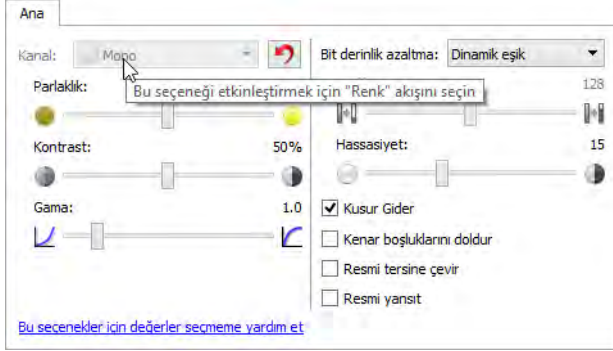 Ana
Kanal: Mono Bit derinlik azaltma: Dinamik eşik
Parlaklık: 128
Bu seçeneği etkinleştirmek için "Renk" akışını seçin
Kontrast: 50% Hassasiyet: 15
Gama: 1.0 Kusur Gider
Kenar boşluklarını doldur
Resmi tersine çevir
Resmi yansıt
Bu seçenekler için değerler seçmeme yardım et